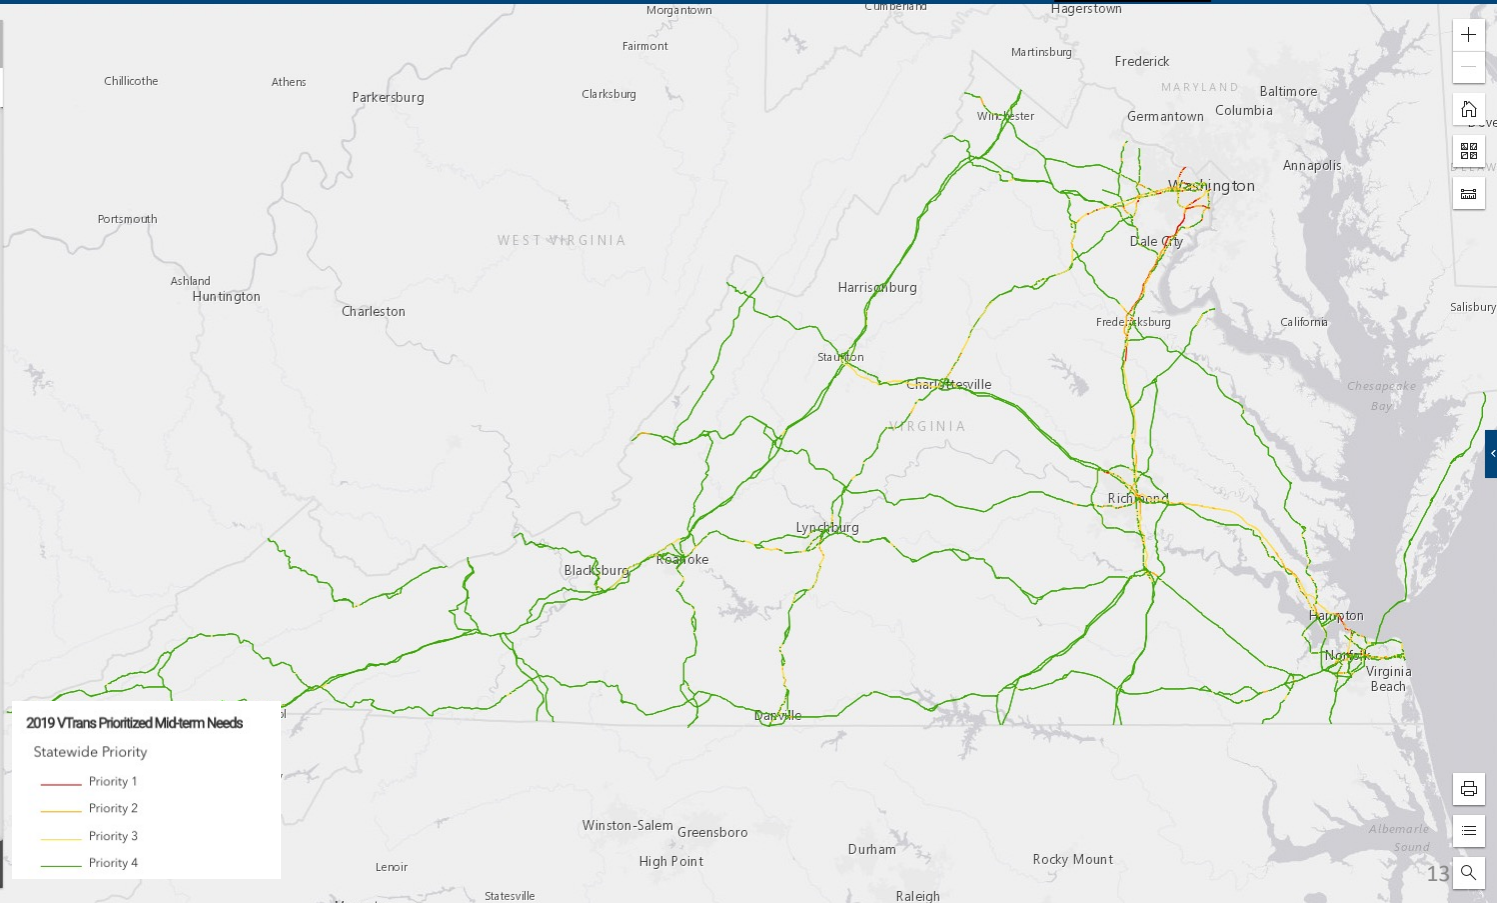 Morgantown
Cumberland
Hagerstown
Fairmont
Martinsburg
Frederick
Chillicothe
Athens
Parkersburg
Clarksburg
MARYLAND
Baltimore
Winchester
Germantown
Columbia
Annapolis
Washington
Portsmouth
WEST VIRGINIA
Dale City
Ashland
Huntington
Harrisonburg
Charleston
Fredericksburg
California
Salisbury
Staunton
Charlottesville
Chesapeake
Bay
VIRGINIA
Richmond
Lynchburg
Roanoke
Blacksburg
Hampton
Norfolk
Virginia
Beach
Danville
2019 VTrans Prioritized Mid-term Needs
Statewide Priority
Priority 1
Priority 2
Priority 3
Priority 4
Winston-Salem
Greensboro
High Point
Durham
Rocky Mount
Albemarle
Sound
Lenoir
Statesville
Raleigh
13